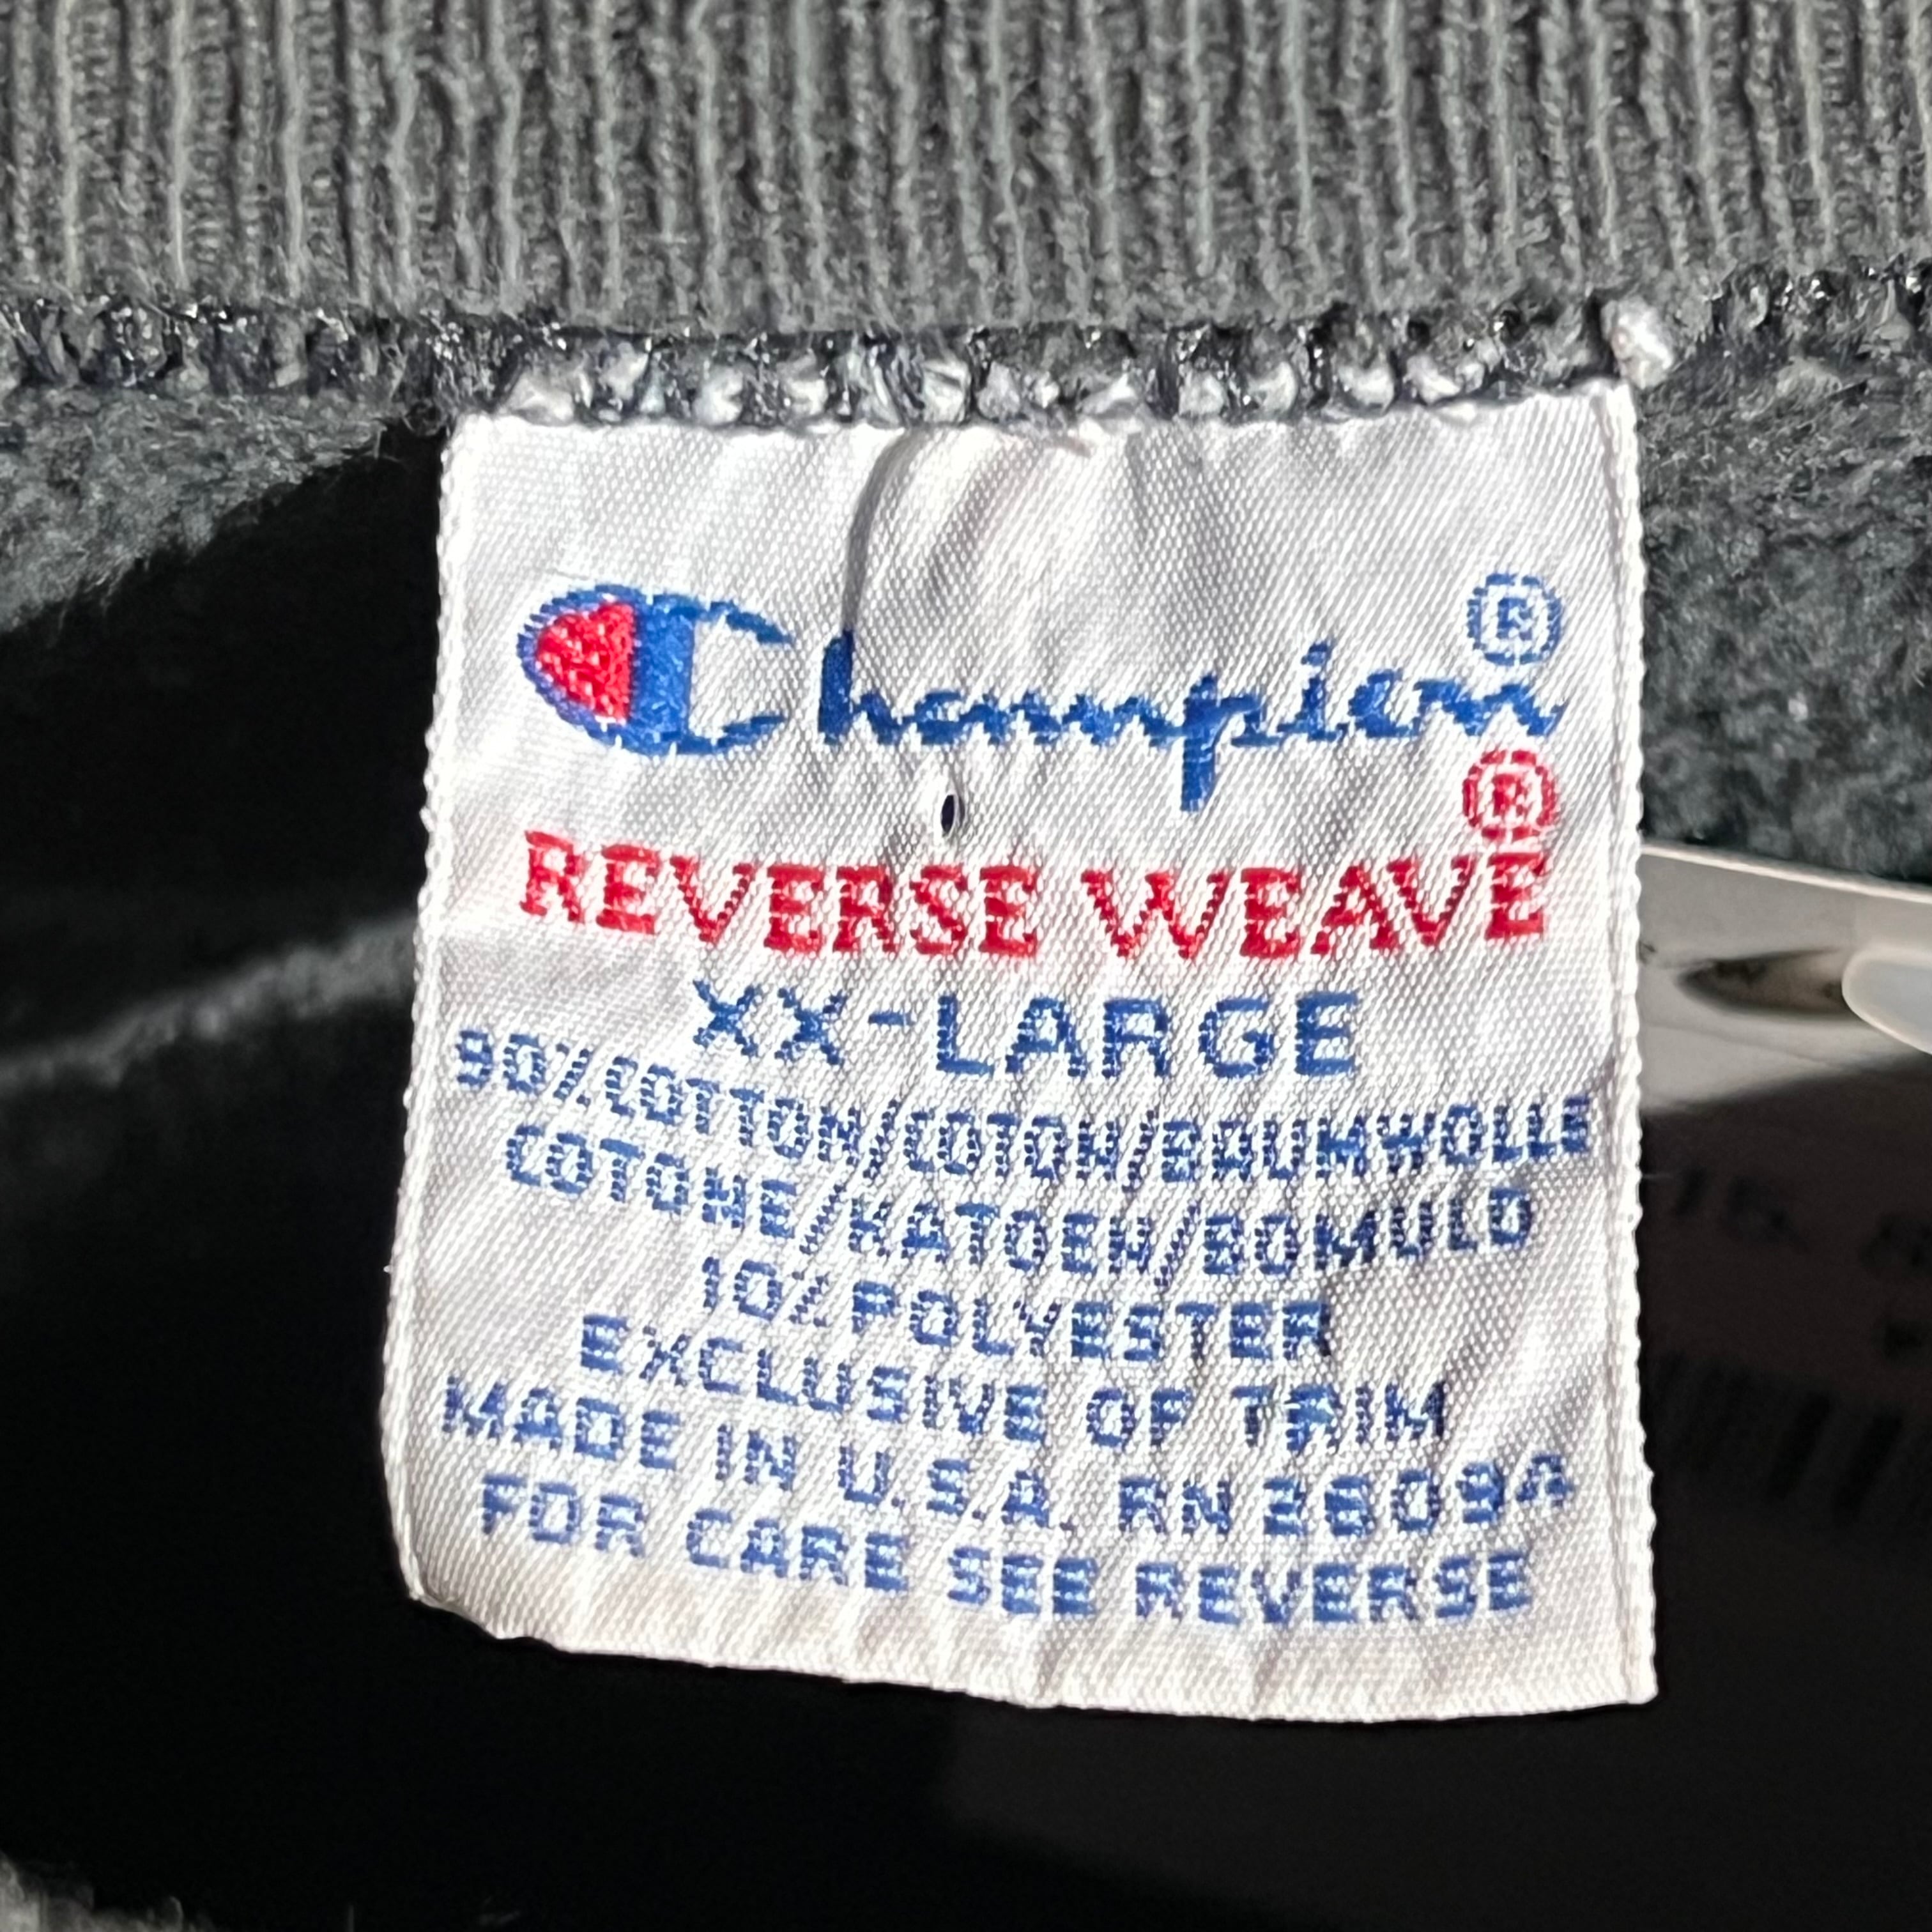 Champion®
REVERSE WEAVE®
XX-LARGE
90%COTTON/COTON/BAUMWOLLE
COTONE/KATOEN/BOMULD
10%POLYESTER
EXCLUSIVE OF TRIM
MADE IN U.S.A. RN 26094
FOR CARE SEE REVERSE